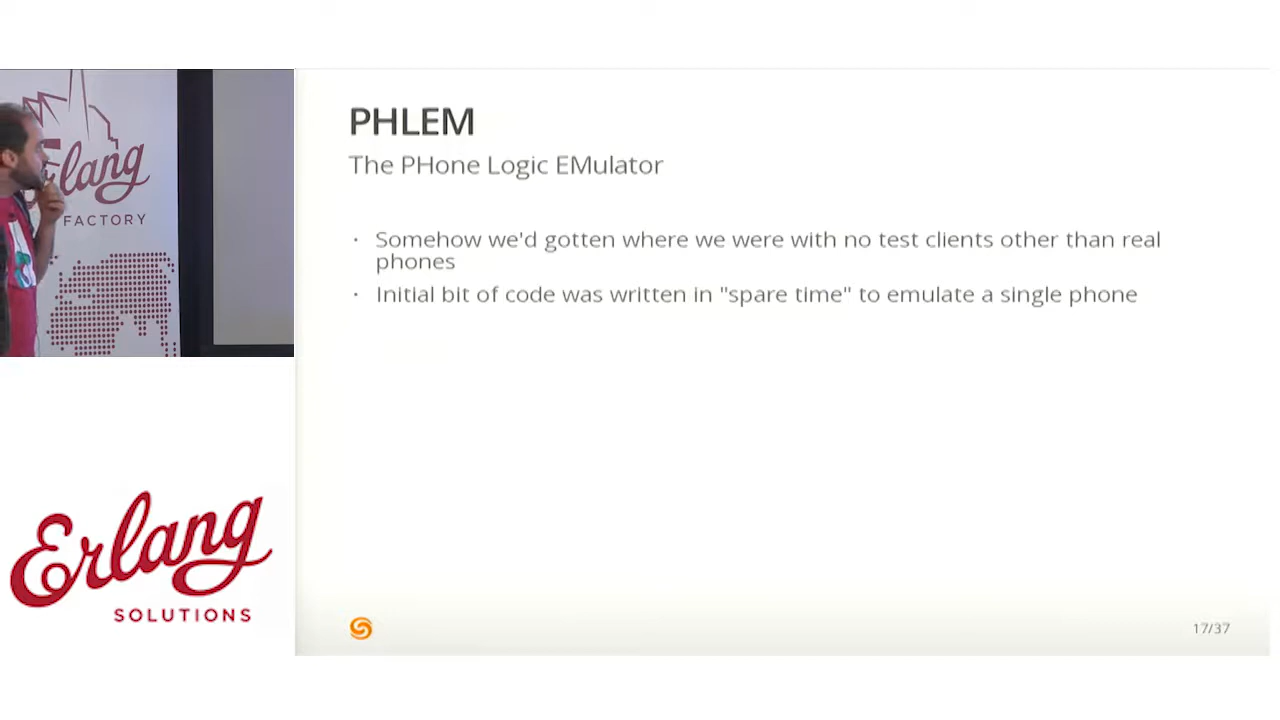 Erlang
FACTORY
PHLEM
The PHone Logic EMulator
· Somehow we'd gotten where we were with no test clients other than real
phones
· Initial bit of code was written in "spare time" to emulate a single phone
Erlang
SOLUTIONS
17/37